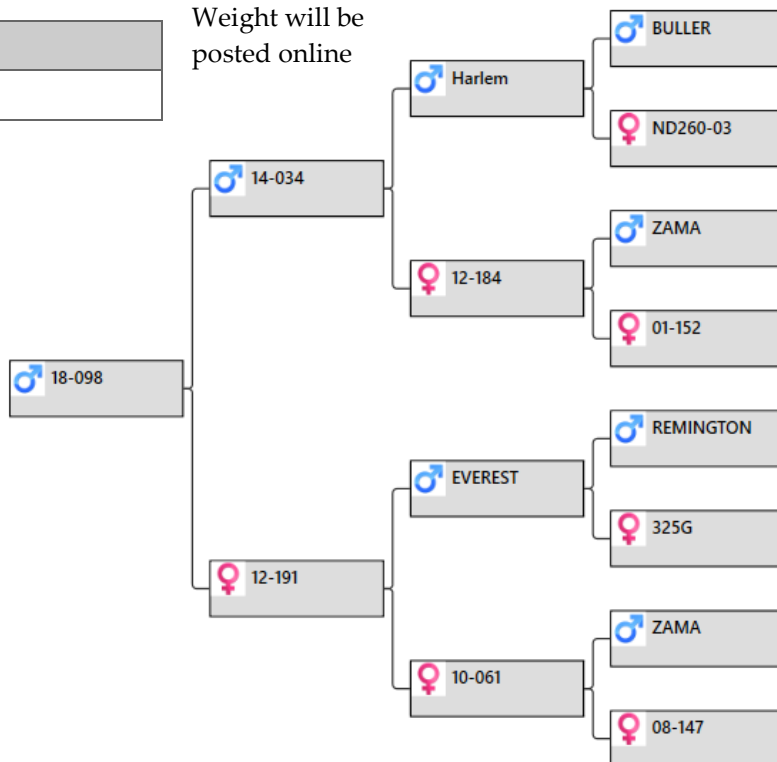 Weight will be
posted online
BULLER
Harlem
ND260-03
14-034
ZAMA
12-184
01-152
18-098
REMINGTON
EVEREST
325G
12-191
ZAMA
10-061
08-147